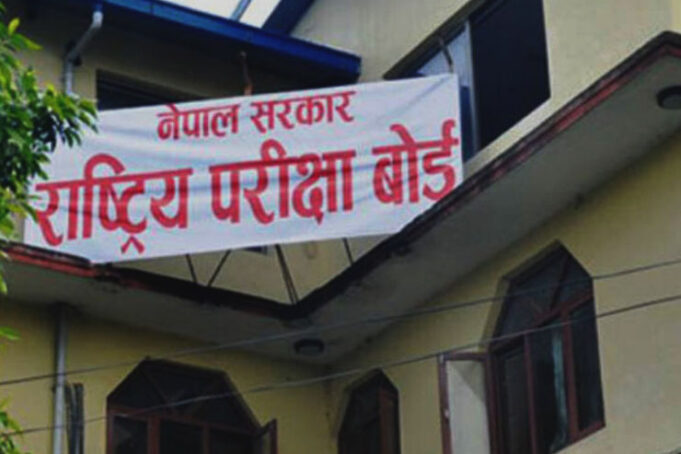 नेपाल सरकार
राष्ट्रिय परीक्षा बोर्ड